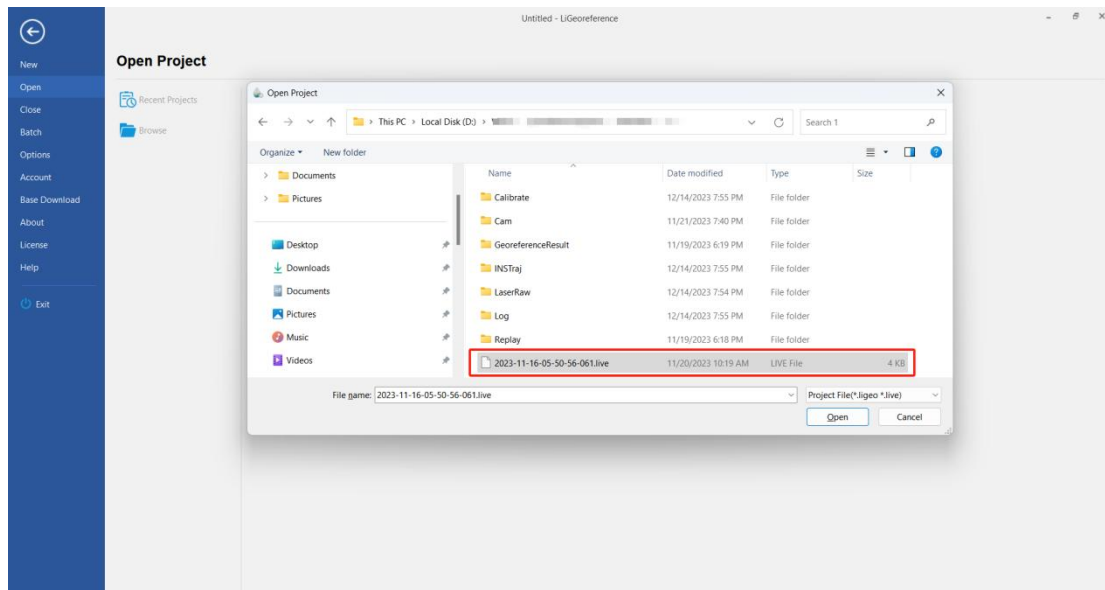 Untitled - LiGeoreference
New
Open
Close
Batch
Options
Account
Base Download
About
License
Help
Exit
Open Project
Recent Projects
Browse
Open Project
This PC > Local Disk (D:) >
Search 1
Organize New folder
Documents
Pictures
Desktop
Downloads
Documents
Pictures
Music
Videos
Name Date modified Type Size
Calibrate 12/14/2023 7:55 PM File folder
Cam 11/21/2023 7:40 PM File folder
GeoreferenceResult 11/19/2023 6:19 PM File folder
INSTraj 12/14/2023 7:55 PM File folder
LaserRaw 12/14/2023 7:54 PM File folder
Log 12/14/2023 7:55 PM File folder
Replay 11/19/2023 6:18 PM File folder
2023-11-16-05-50-56-061.live 11/20/2023 10:19 AM LIVE File 4 KB
File name: 2023-11-16-05-50-56-061.live Project File(*.ligeo *.live)
Open Cancel